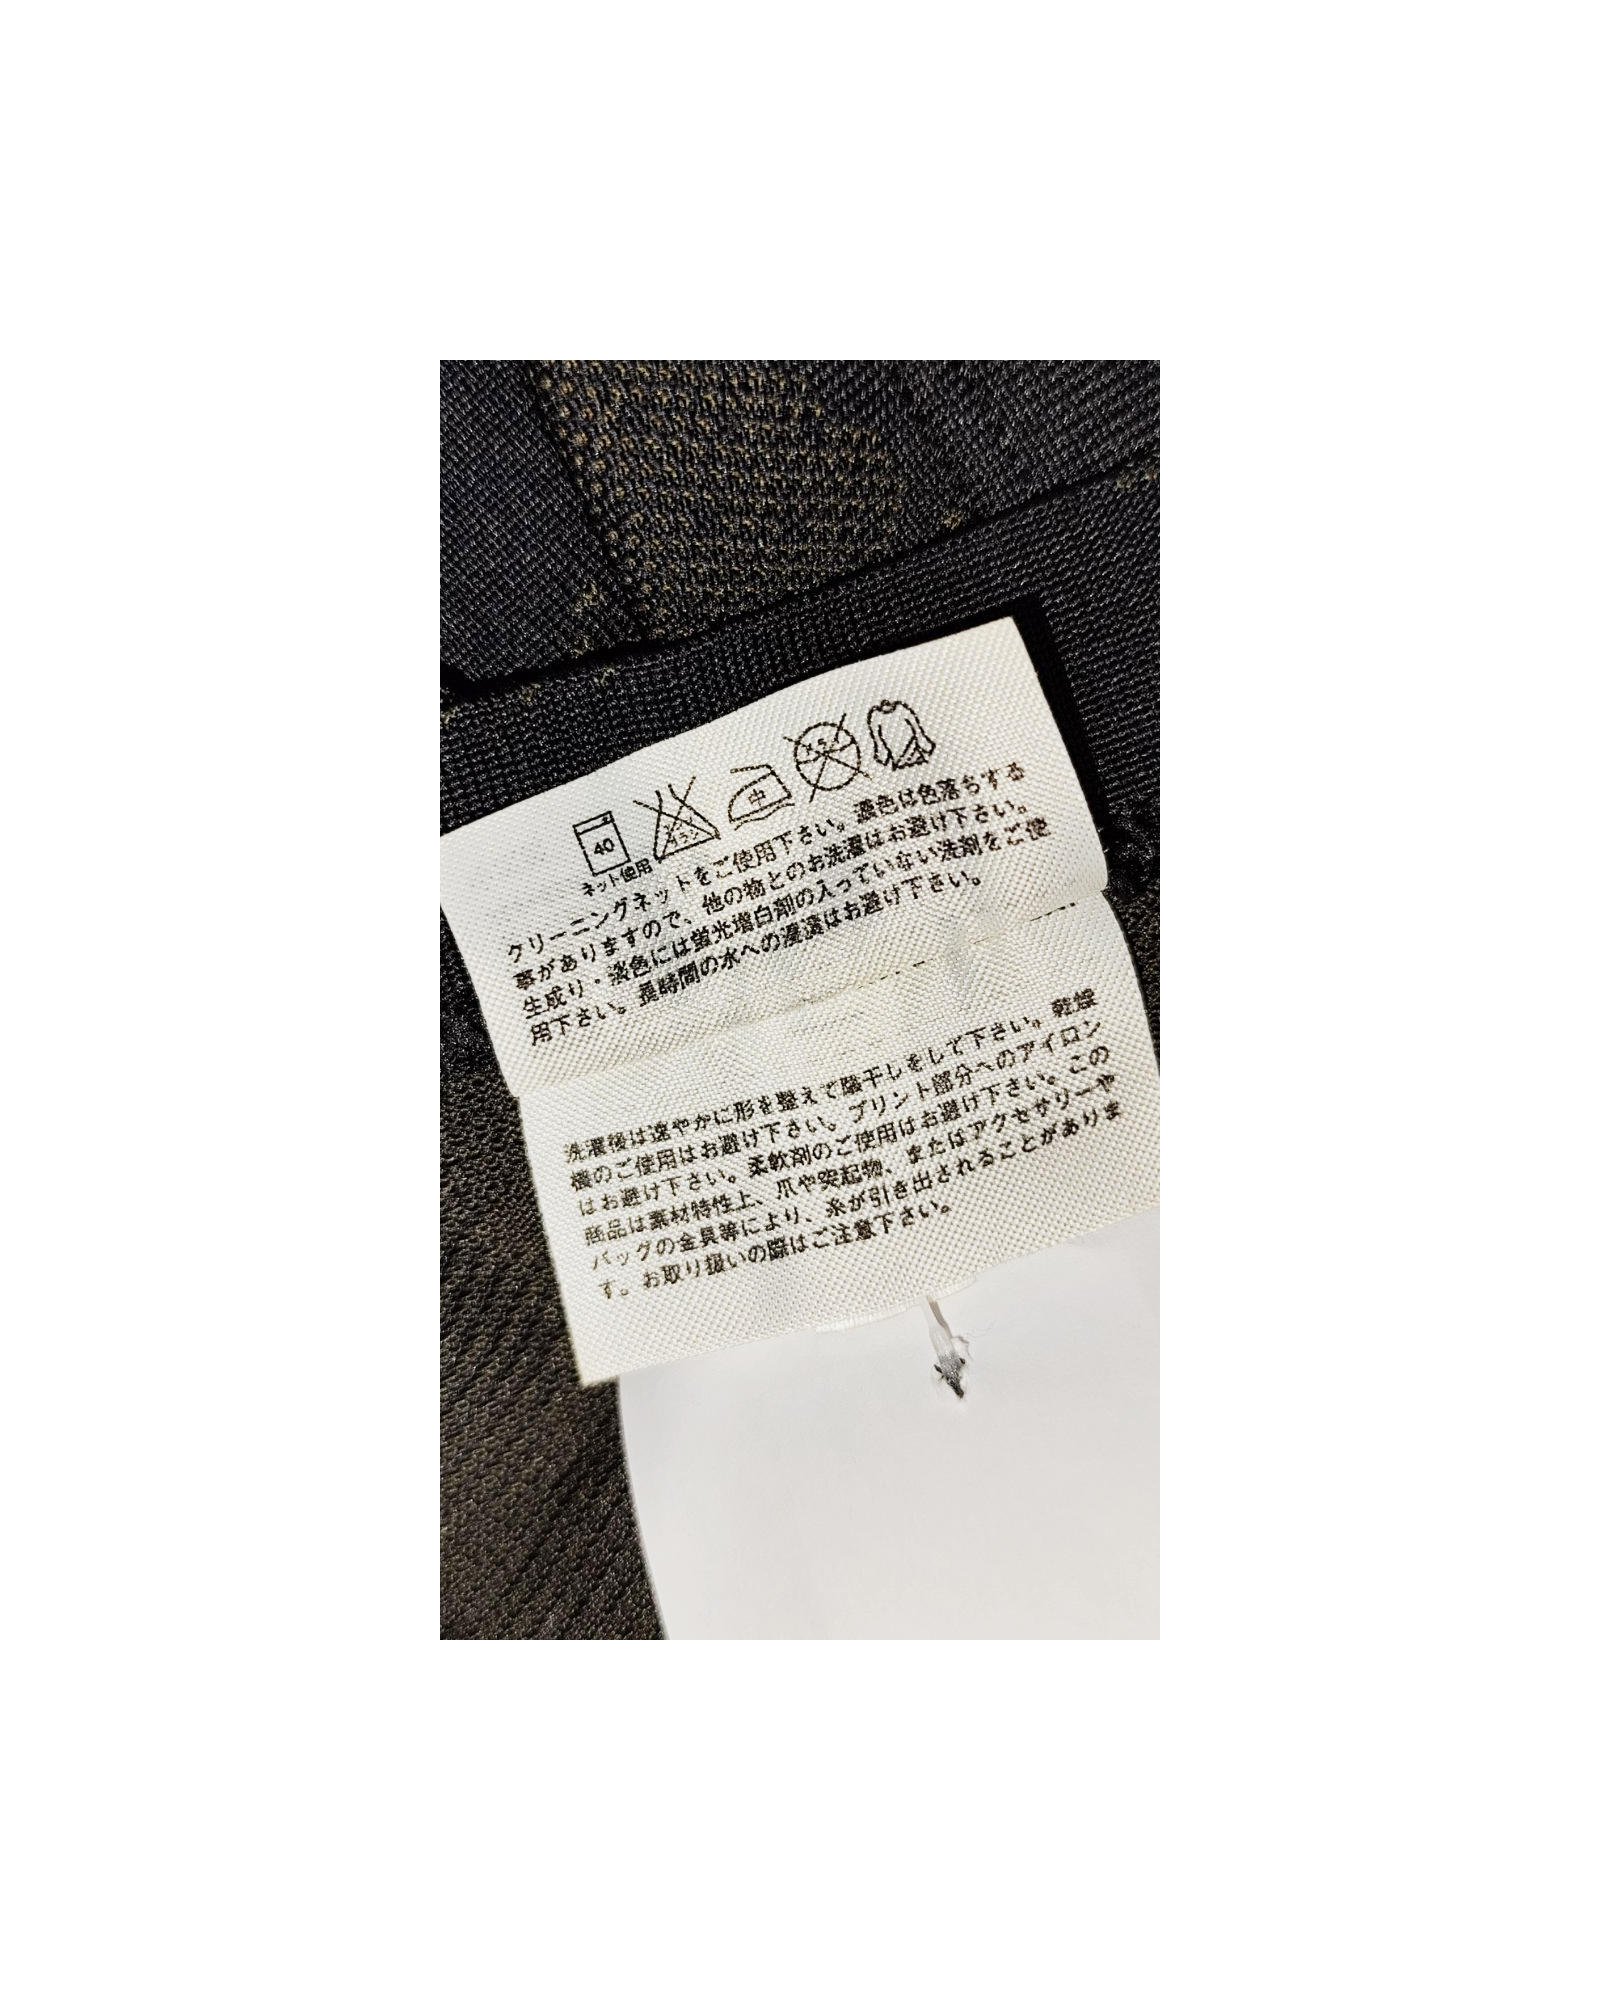 40
ネット使用
エンソ
サラシ
中
クリーニングネットをご使用下さい。濃色は色落ちする
事がありますので、他の物とのお洗濯はお避け下さい。
生成り・淡色には蛍光増白剤の入っていない洗剤をご使
用下さい。長時間の水への浸漬はお避け下さい。
洗濯後は速やかに形を整えて陰干しをして下さい。乾燥
機のご使用はお避け下さい。プリント部分へのアイロン
はお避け下さい。柔軟剤のご使用はお避け下さい。この
商品は素材特性上、爪や突起物、またはアクセサリーや
バッグの金具等により、糸が引き出されることがありま
す。お取り扱いの際はご注意下さい。